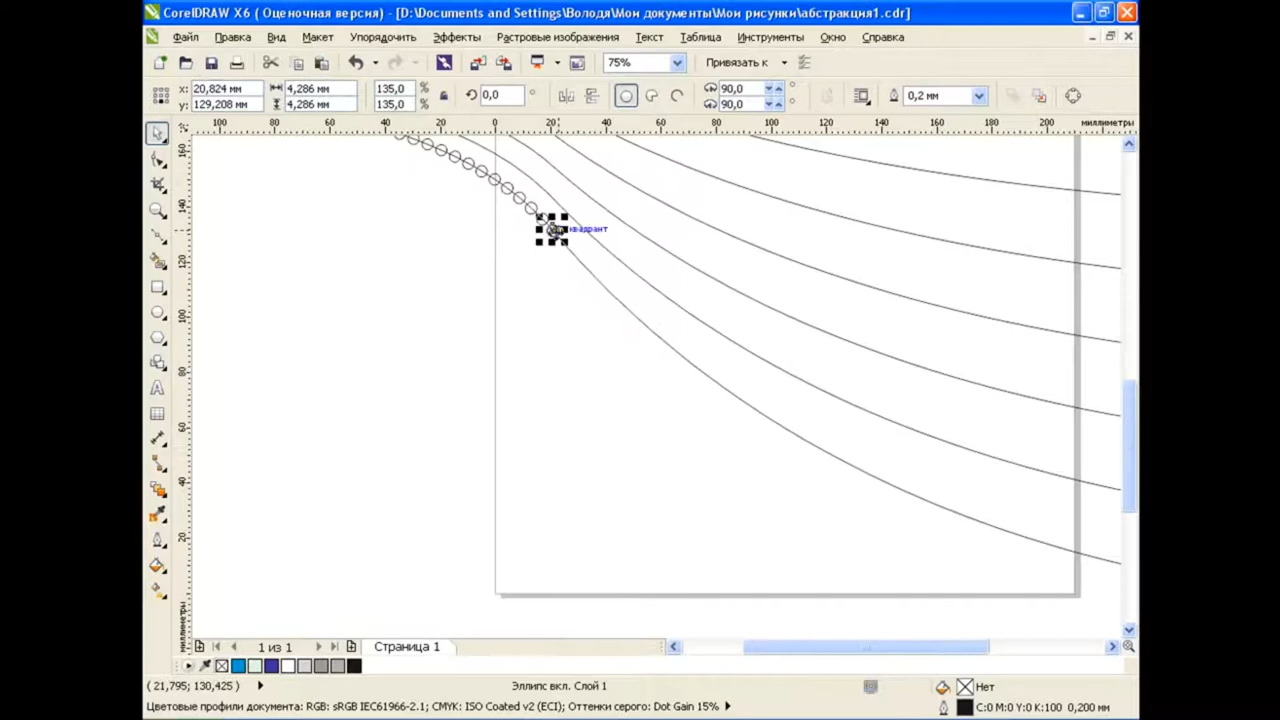 CorelDRAW X6 (Оценочная версия) - [D:\Documents and Settings\Володя\Мои документы\Мои рисунки\абстракция1.cdr]
Файл Правка Вид Макет Упорядочить Эффекты Растровые изображения Текст Таблица Инструменты Окно Справка
75% Привязать к
x: 20,824 мм 4,286 мм 135,0 % 0,0 ° 90,0 ° 0,2 мм
y: 129,208 мм 4,286 мм 135,0 % 90,0
100 80 60 40 20 0 20 40 60 80 100 120 140 160 180 200 миллиметры
160
140
120
100
80
60
40
20
миллиметры
квадрант
1 из 1 Страница 1
( 21,795; 130,425 ) Эллипс вкл. Слой 1 Нет
Цветовые профили документа: RGB: sRGB IEC61966-2.1; CMYK: ISO Coated v2 (ECI); Оттенки серого: Dot Gain 15% C:0 M:0 Y:0 K:100 0,200 мм